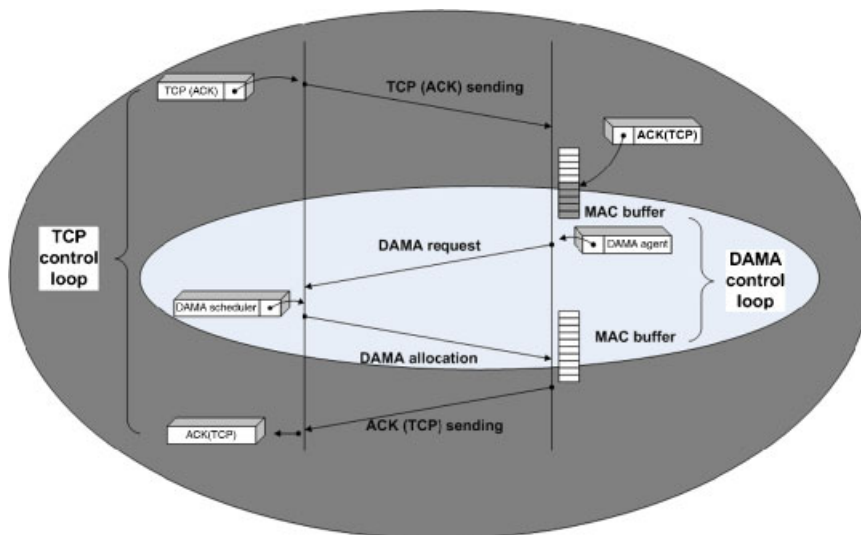 TCP (ACK)
TCP (ACK) sending
ACK(TCP)
MAC buffer
TCP
control
loop
DAMA request
DAMA agent
DAMA
control
loop
DAMA scheduler
MAC buffer
DAMA allocation
ACK (TCP) sending
ACK(TCP)